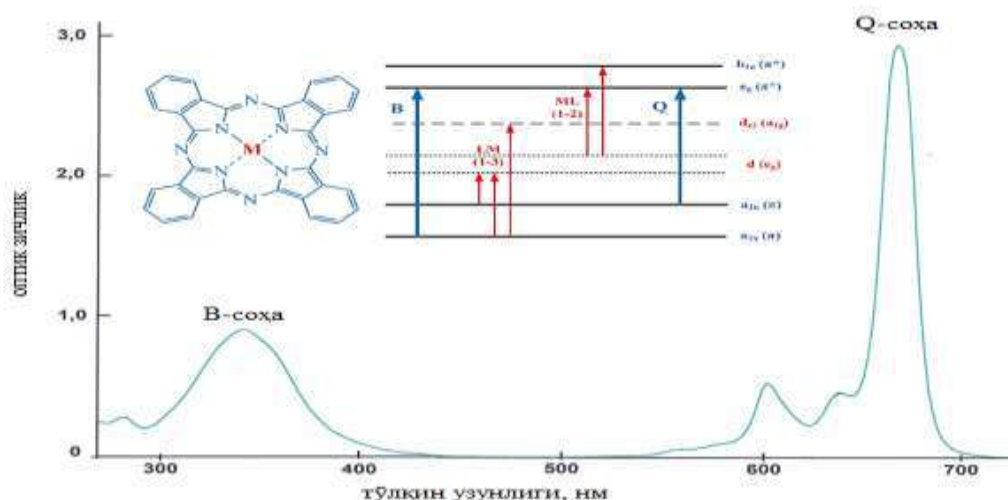 3,0
2,0
1,0
0
ОПТИК ЗИЧЛИК
300
400
500
600
700
тўлқин узунлиги, нм
В-соҳа
Q-соҳа
N
N
N
N
N
M
N
N
N
B
LM
(1-3)
ML
(1-2)
Q